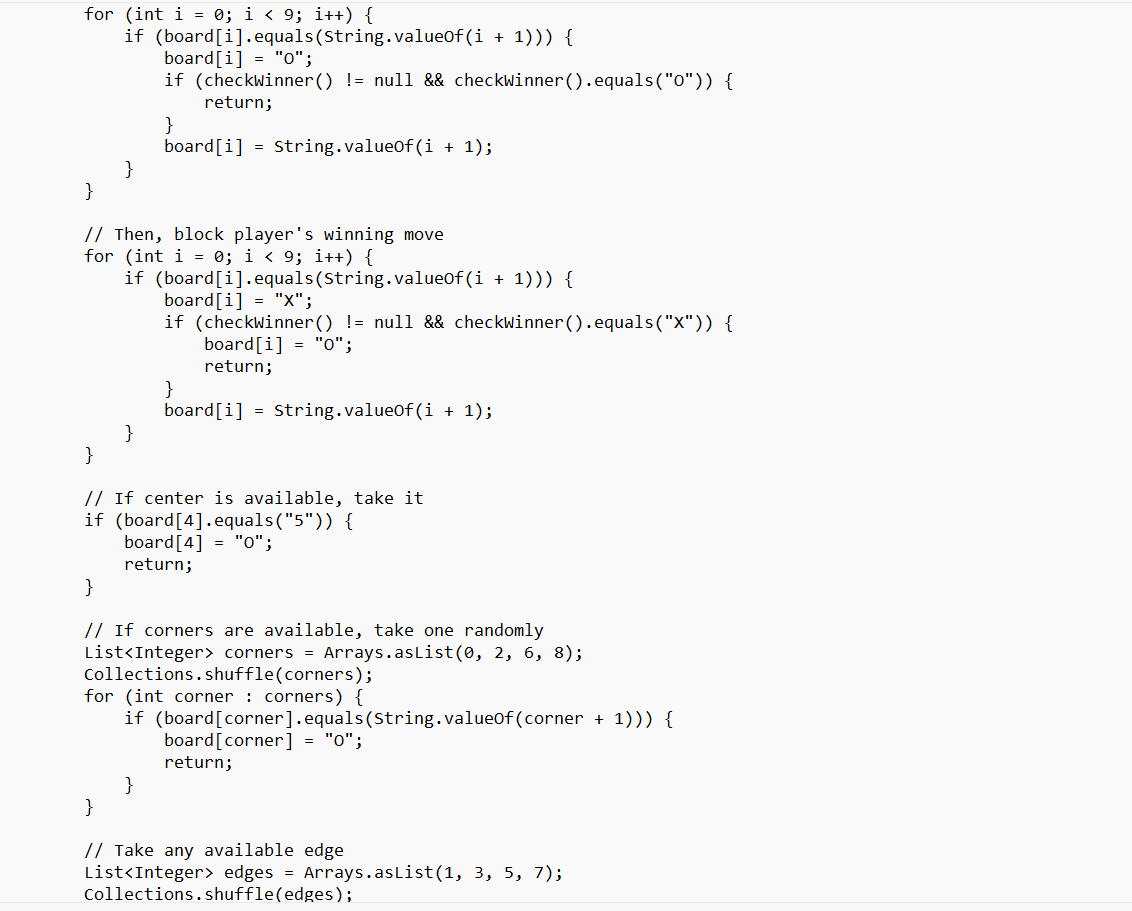 for (int i = 0; i < 9; i++) {
    if (board[i].equals(String.valueOf(i + 1))) {
        board[i] = "O";
        if (checkWinner() != null && checkWinner().equals("O")) {
            return;
        }
        board[i] = String.valueOf(i + 1);
    }
}

// Then, block player's winning move
for (int i = 0; i < 9; i++) {
    if (board[i].equals(String.valueOf(i + 1))) {
        board[i] = "X";
        if (checkWinner() != null && checkWinner().equals("X")) {
            board[i] = "O";
            return;
        }
        board[i] = String.valueOf(i + 1);
    }
}

// If center is available, take it
if (board[4].equals("5")) {
    board[4] = "O";
    return;
}

// If corners are available, take one randomly
List<Integer> corners = Arrays.asList(0, 2, 6, 8);
Collections.shuffle(corners);
for (int corner : corners) {
    if (board[corner].equals(String.valueOf(corner + 1))) {
        board[corner] = "O";
        return;
    }
}

// Take any available edge
List<Integer> edges = Arrays.asList(1, 3, 5, 7);
Collections.shuffle(edges);